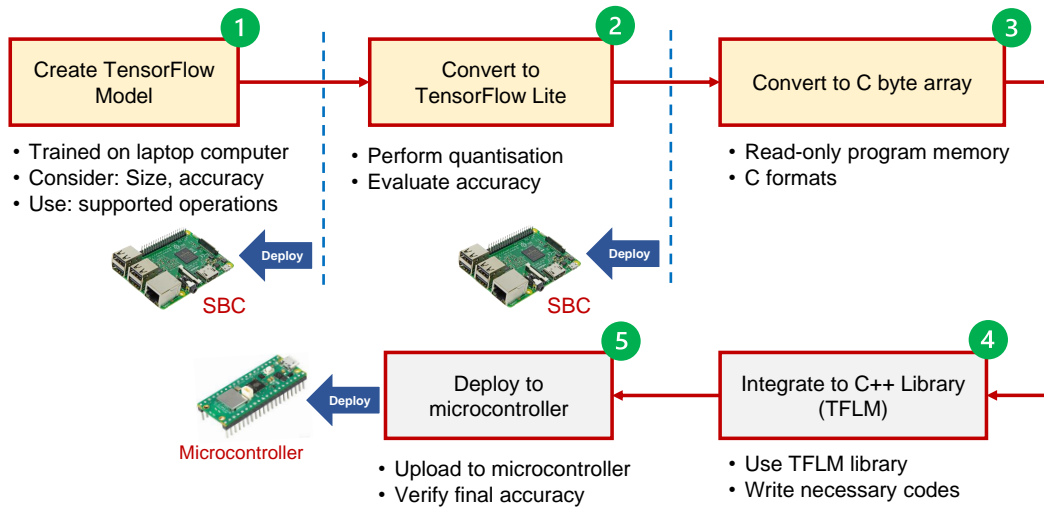 1
Create TensorFlow
Model
• Trained on laptop computer
• Consider: Size, accuracy
• Use: supported operations
Deploy
SBC
2
Convert to
TensorFlow Lite
• Perform quantisation
• Evaluate accuracy
Deploy
SBC
3
Convert to C byte array
• Read-only program memory
• C formats
4
Integrate to C++ Library
(TFLM)
• Use TFLM library
• Write necessary codes
5
Deploy to
microcontroller
• Upload to microcontroller
• Verify final accuracy
Deploy
Microcontroller